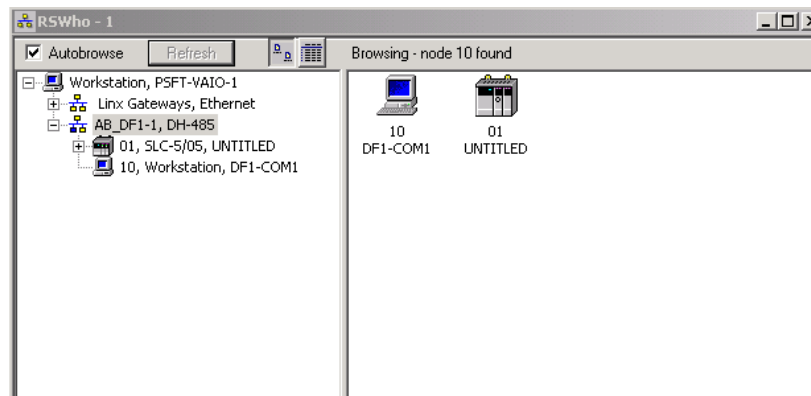 RSWho - 1
Autobrowse
Refresh
Browsing - node 10 found
Workstation, PSFT-VAIO-1
Linx Gateways, Ethernet
AB_DF1-1, DH-485
01, SLC-5/05, UNTITLED
10, Workstation, DF1-COM1
10
DF1-COM1
01
UNTITLED